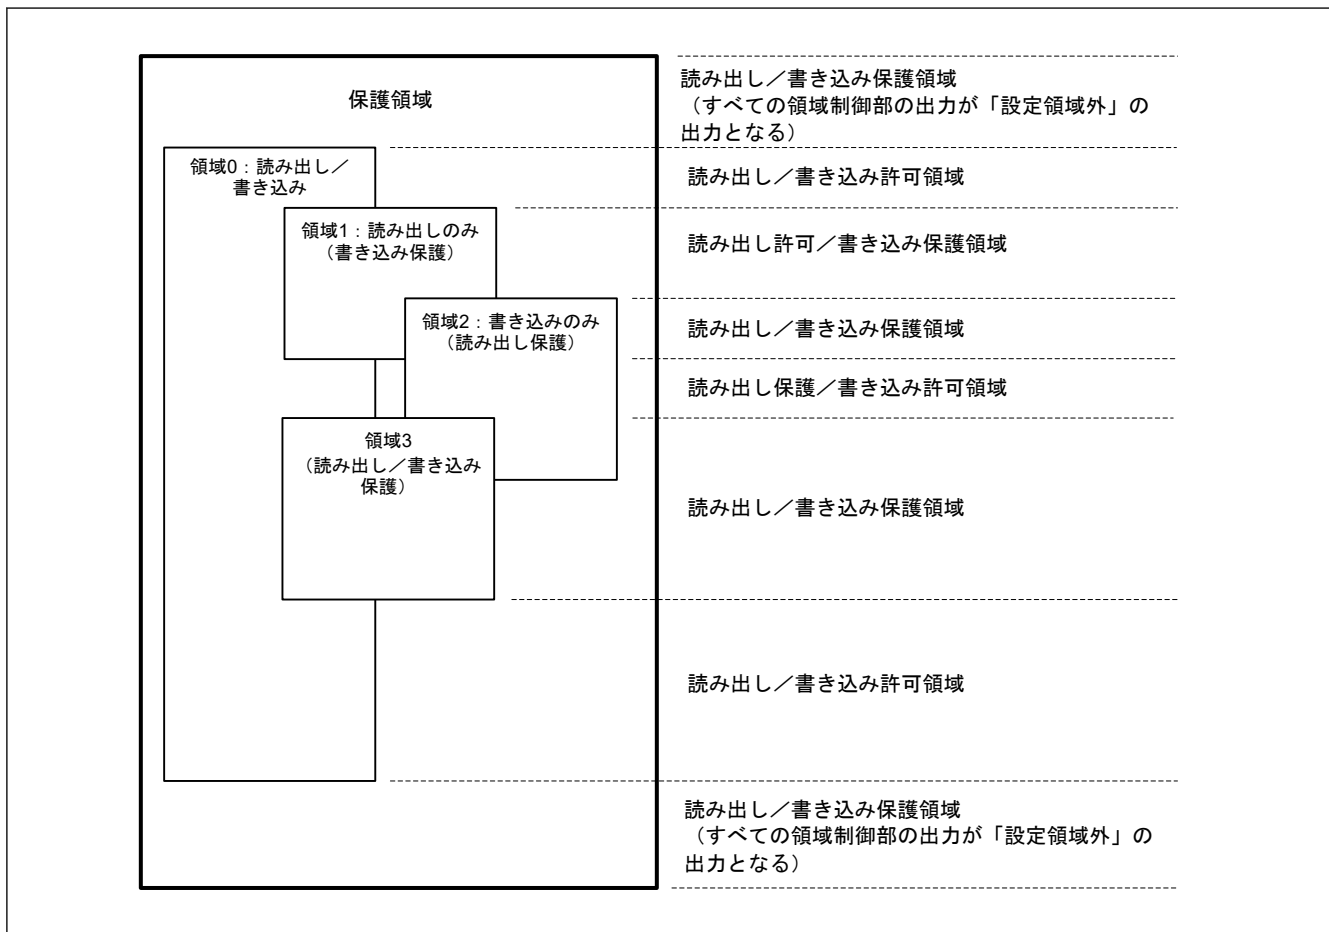 保護領域
領域0：読み出し／
書き込み
領域1：読み出しのみ
（書き込み保護）
領域2：書き込みのみ
（読み出し保護）
領域3
（読み出し／書き込み
保護）
読み出し／書き込み保護領域
（すべての領域制御部の出力が「設定領域外」の
出力となる）
読み出し／書き込み許可領域
読み出し許可／書き込み保護領域
読み出し／書き込み保護領域
読み出し保護／書き込み許可領域
読み出し／書き込み保護領域
読み出し／書き込み許可領域
読み出し／書き込み保護領域
（すべての領域制御部の出力が「設定領域外」の
出力となる）